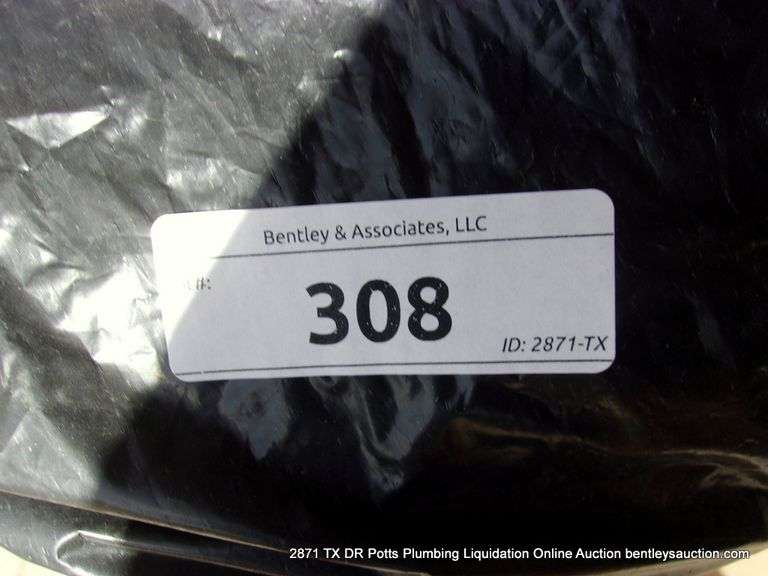 Bentley & Associates, LLC
308
ID: 2871-TX
2871 TX DR Potts Plumbing Liquidation Online Auction bentleysauction.com